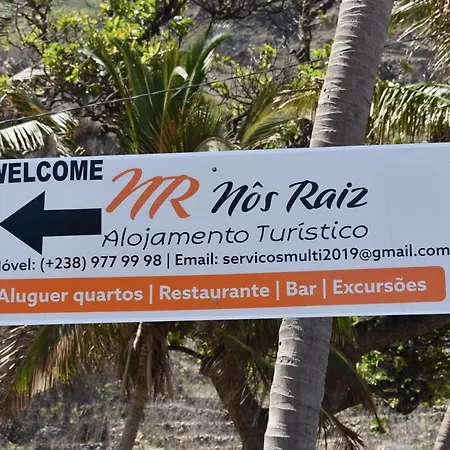 WELCOME NR Nôs Raiz
Alojamento Turístico
óvel: (+238) 977 99 98 | Email: servicosmulti2019@gmail.com
Aluguer quartos | Restaurante | Bar | Excursões